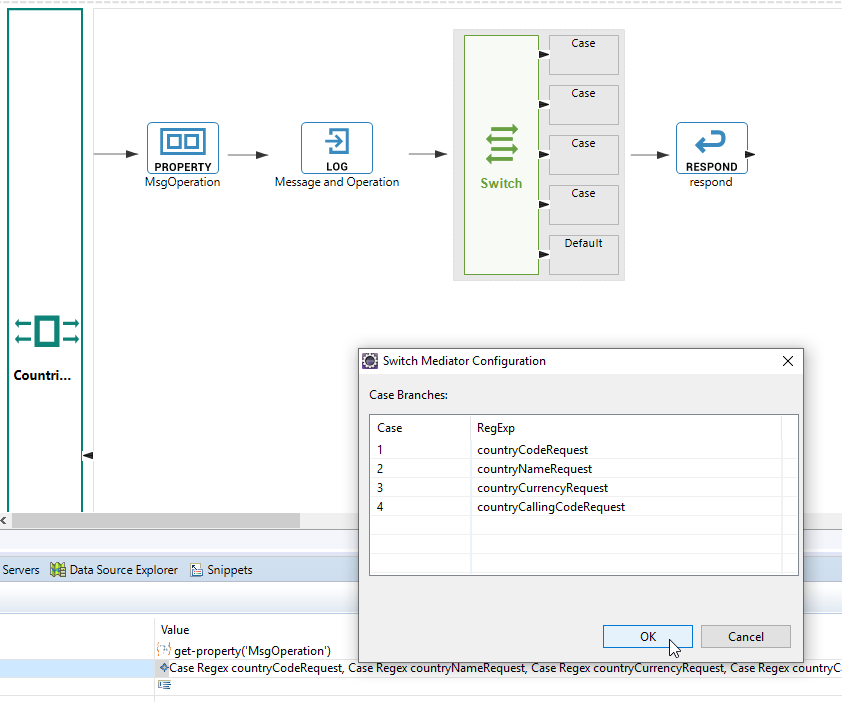 Case
Case
Case
Case
Default
Switch
PROPERTY
MsgOperation
LOG
Message and Operation
RESPOND
respond
Countri...
Switch Mediator Configuration
Case Branches:
Case RegExp
1 countryCodeRequest
2 countryNameRequest
3 countryCurrencyRequest
4 countryCallingCodeRequest
OK Cancel
Servers Data Source Explorer Snippets
Value
get-property('MsgOperation')
Case Regex countryCodeRequest, Case Regex countryNameRequest, Case Regex countryCurrencyRequest, Case Regex countryC